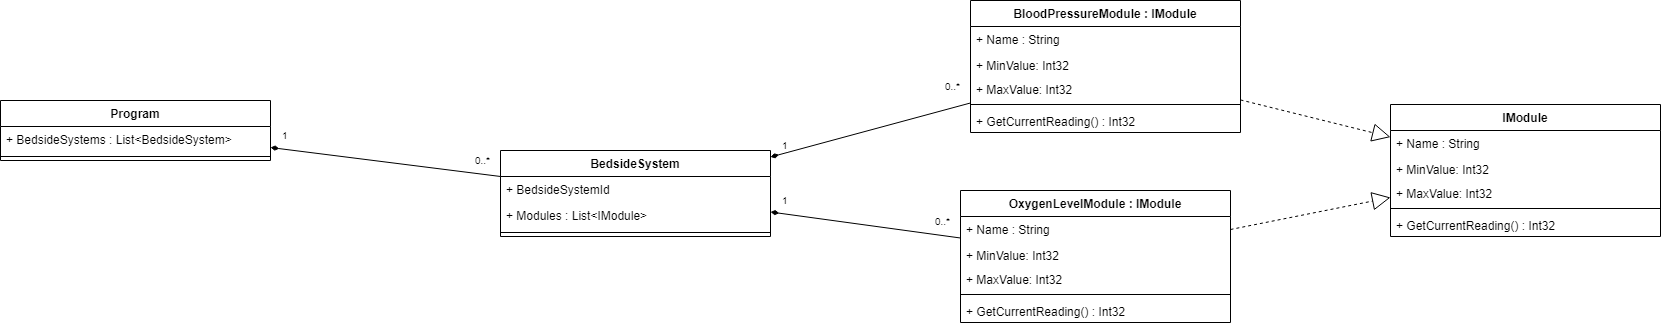 Program
+ BedsideSystems : List<BedsideSystem>
1
0..*
BedsideSystem
+ BedsideSystemId
+ Modules : List<IModule>
1
0..*
1
0..*
BloodPressureModule : IModule
+ Name : String
+ MinValue: Int32
+ MaxValue: Int32
+ GetCurrentReading() : Int32
OxygenLevelModule : IModule
+ Name : String
+ MinValue: Int32
+ MaxValue: Int32
+ GetCurrentReading() : Int32
IModule
+ Name : String
+ MinValue: Int32
+ MaxValue: Int32
+ GetCurrentReading() : Int32